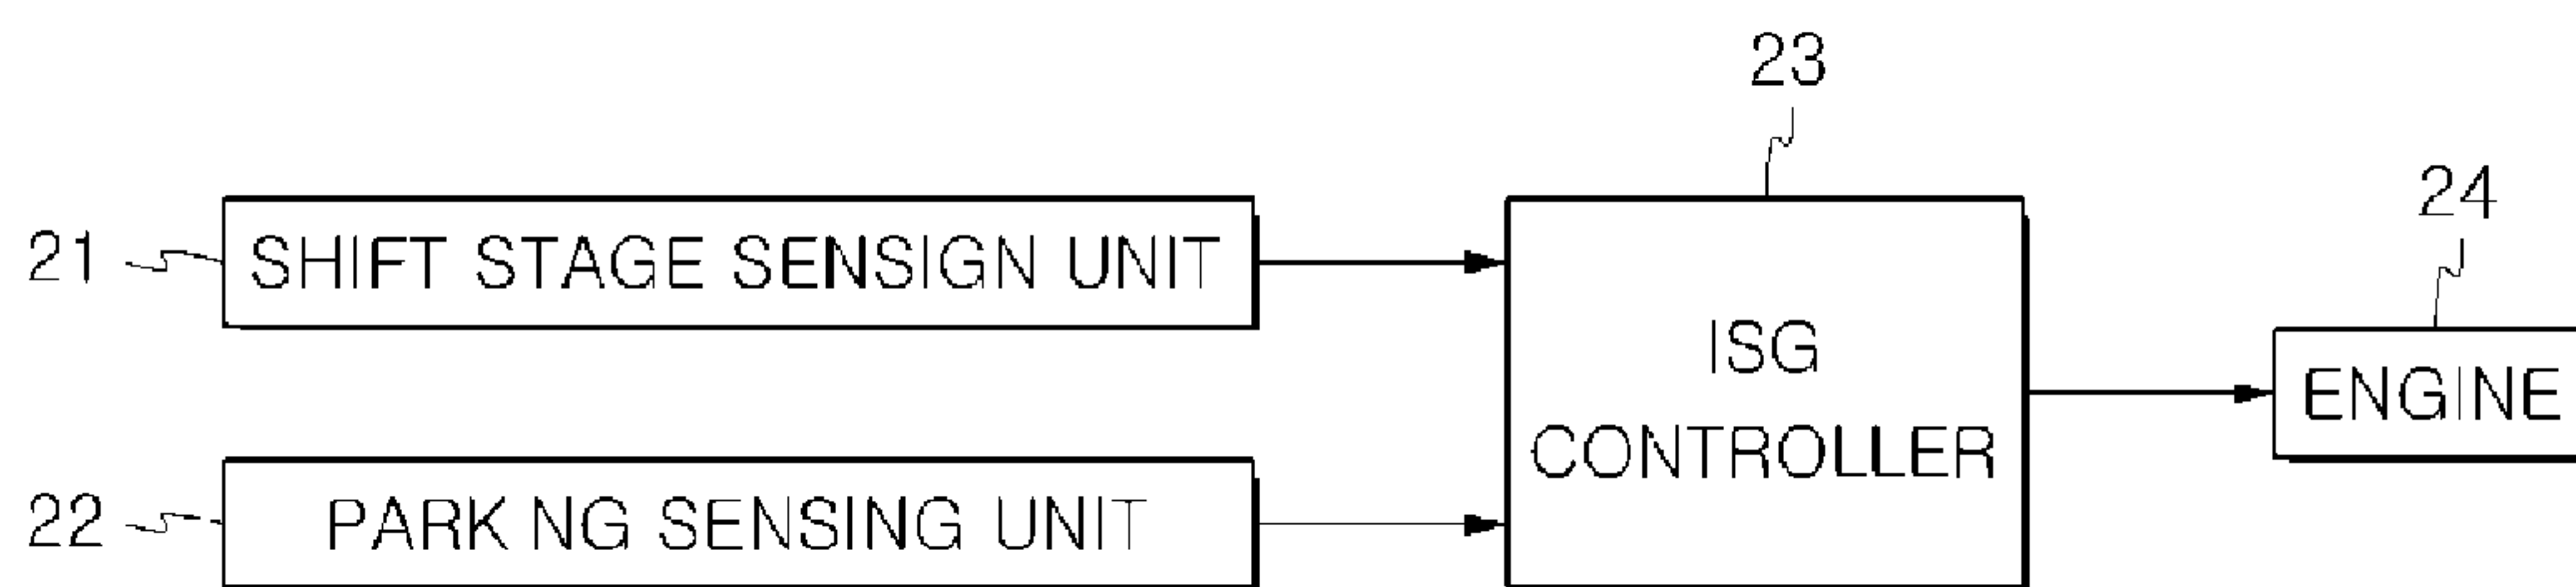 23
24
21
SHIFT STAGE SENSIGN UNIT
ISG
CONTROLLER
ENGINE
22
PARK NG SENSING UNIT